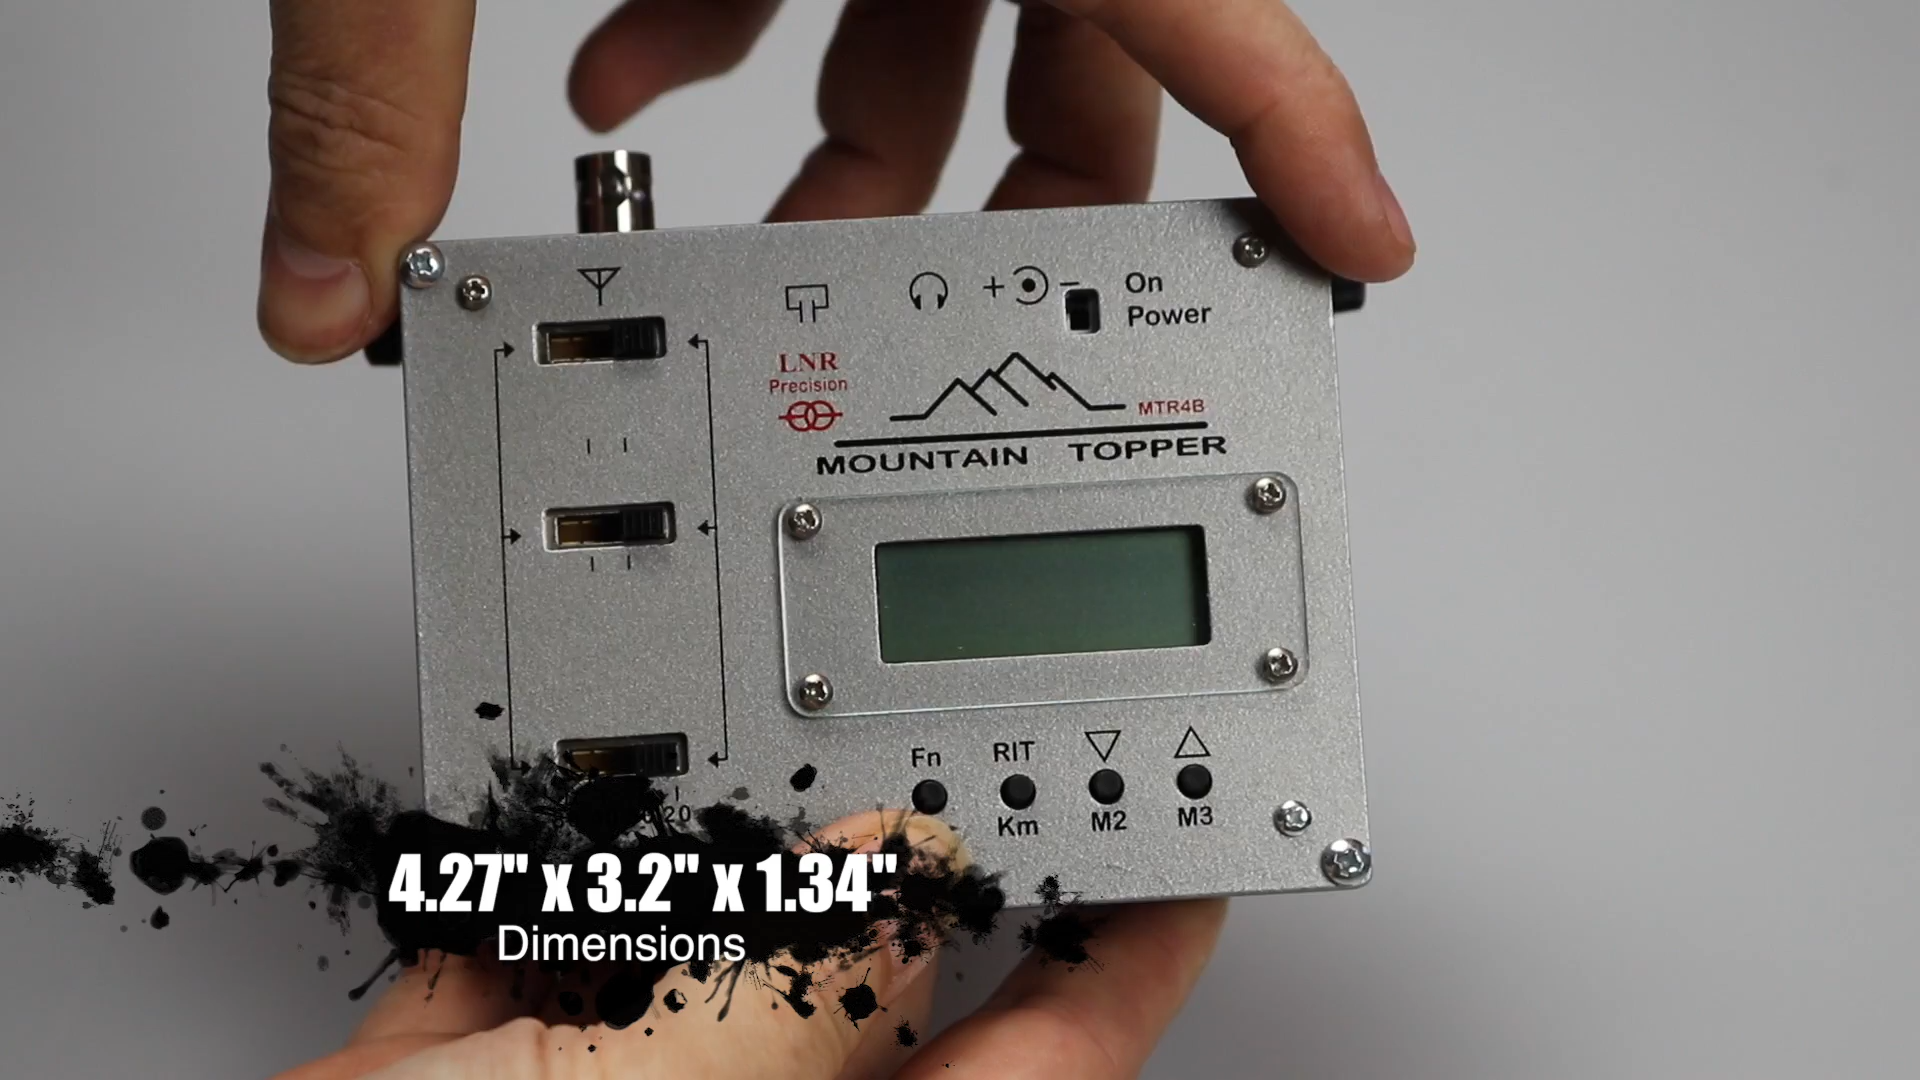 On
Power
+ -
LNR
Precision
MTR4B
MOUNTAIN TOPPER
Fn
RIT
Km
M2
M3
20
4.27" x 3.2" x 1.34"
Dimensions